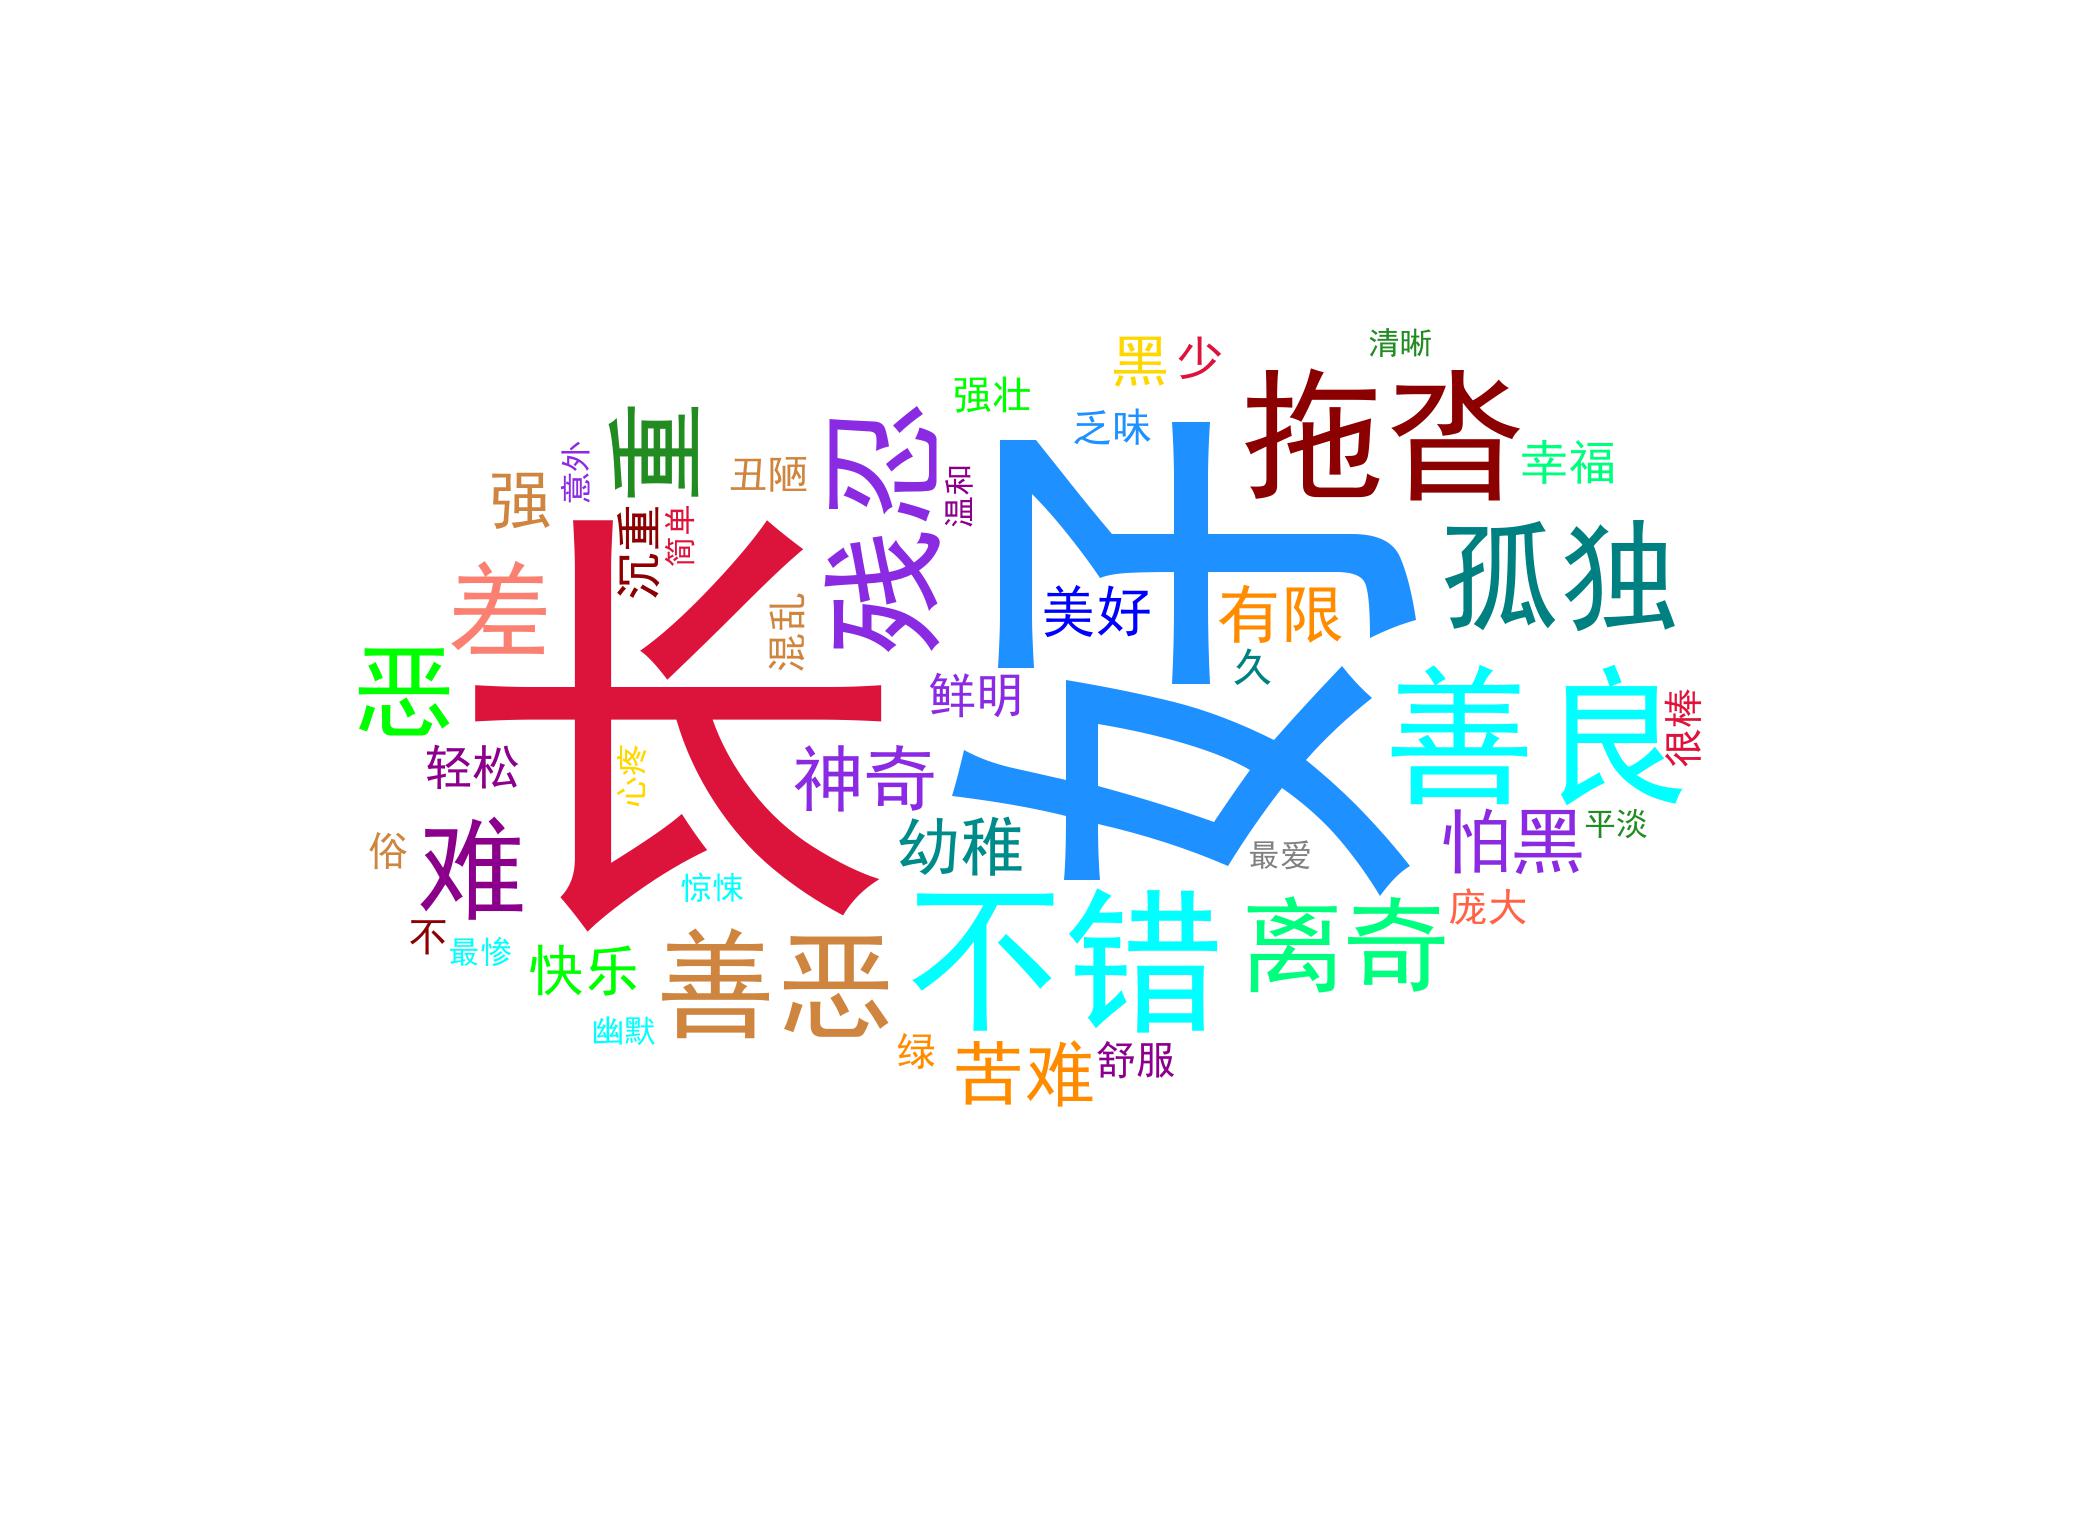 清晰
黑
少
强壮
乏味
拖沓
幸福
重
意外
强
丑陋
残忍
温和
好
孤独
沉重
简单
差
混乱
美好
有限
久
恶
长
鲜明
善良
很棒
轻松
心疼
神奇
怕黑
平淡
俗
难
幼稚
最爱
惊悚
不错
离奇
庞大
不
最惨
快乐
善恶
幽默
绿
苦难
舒服